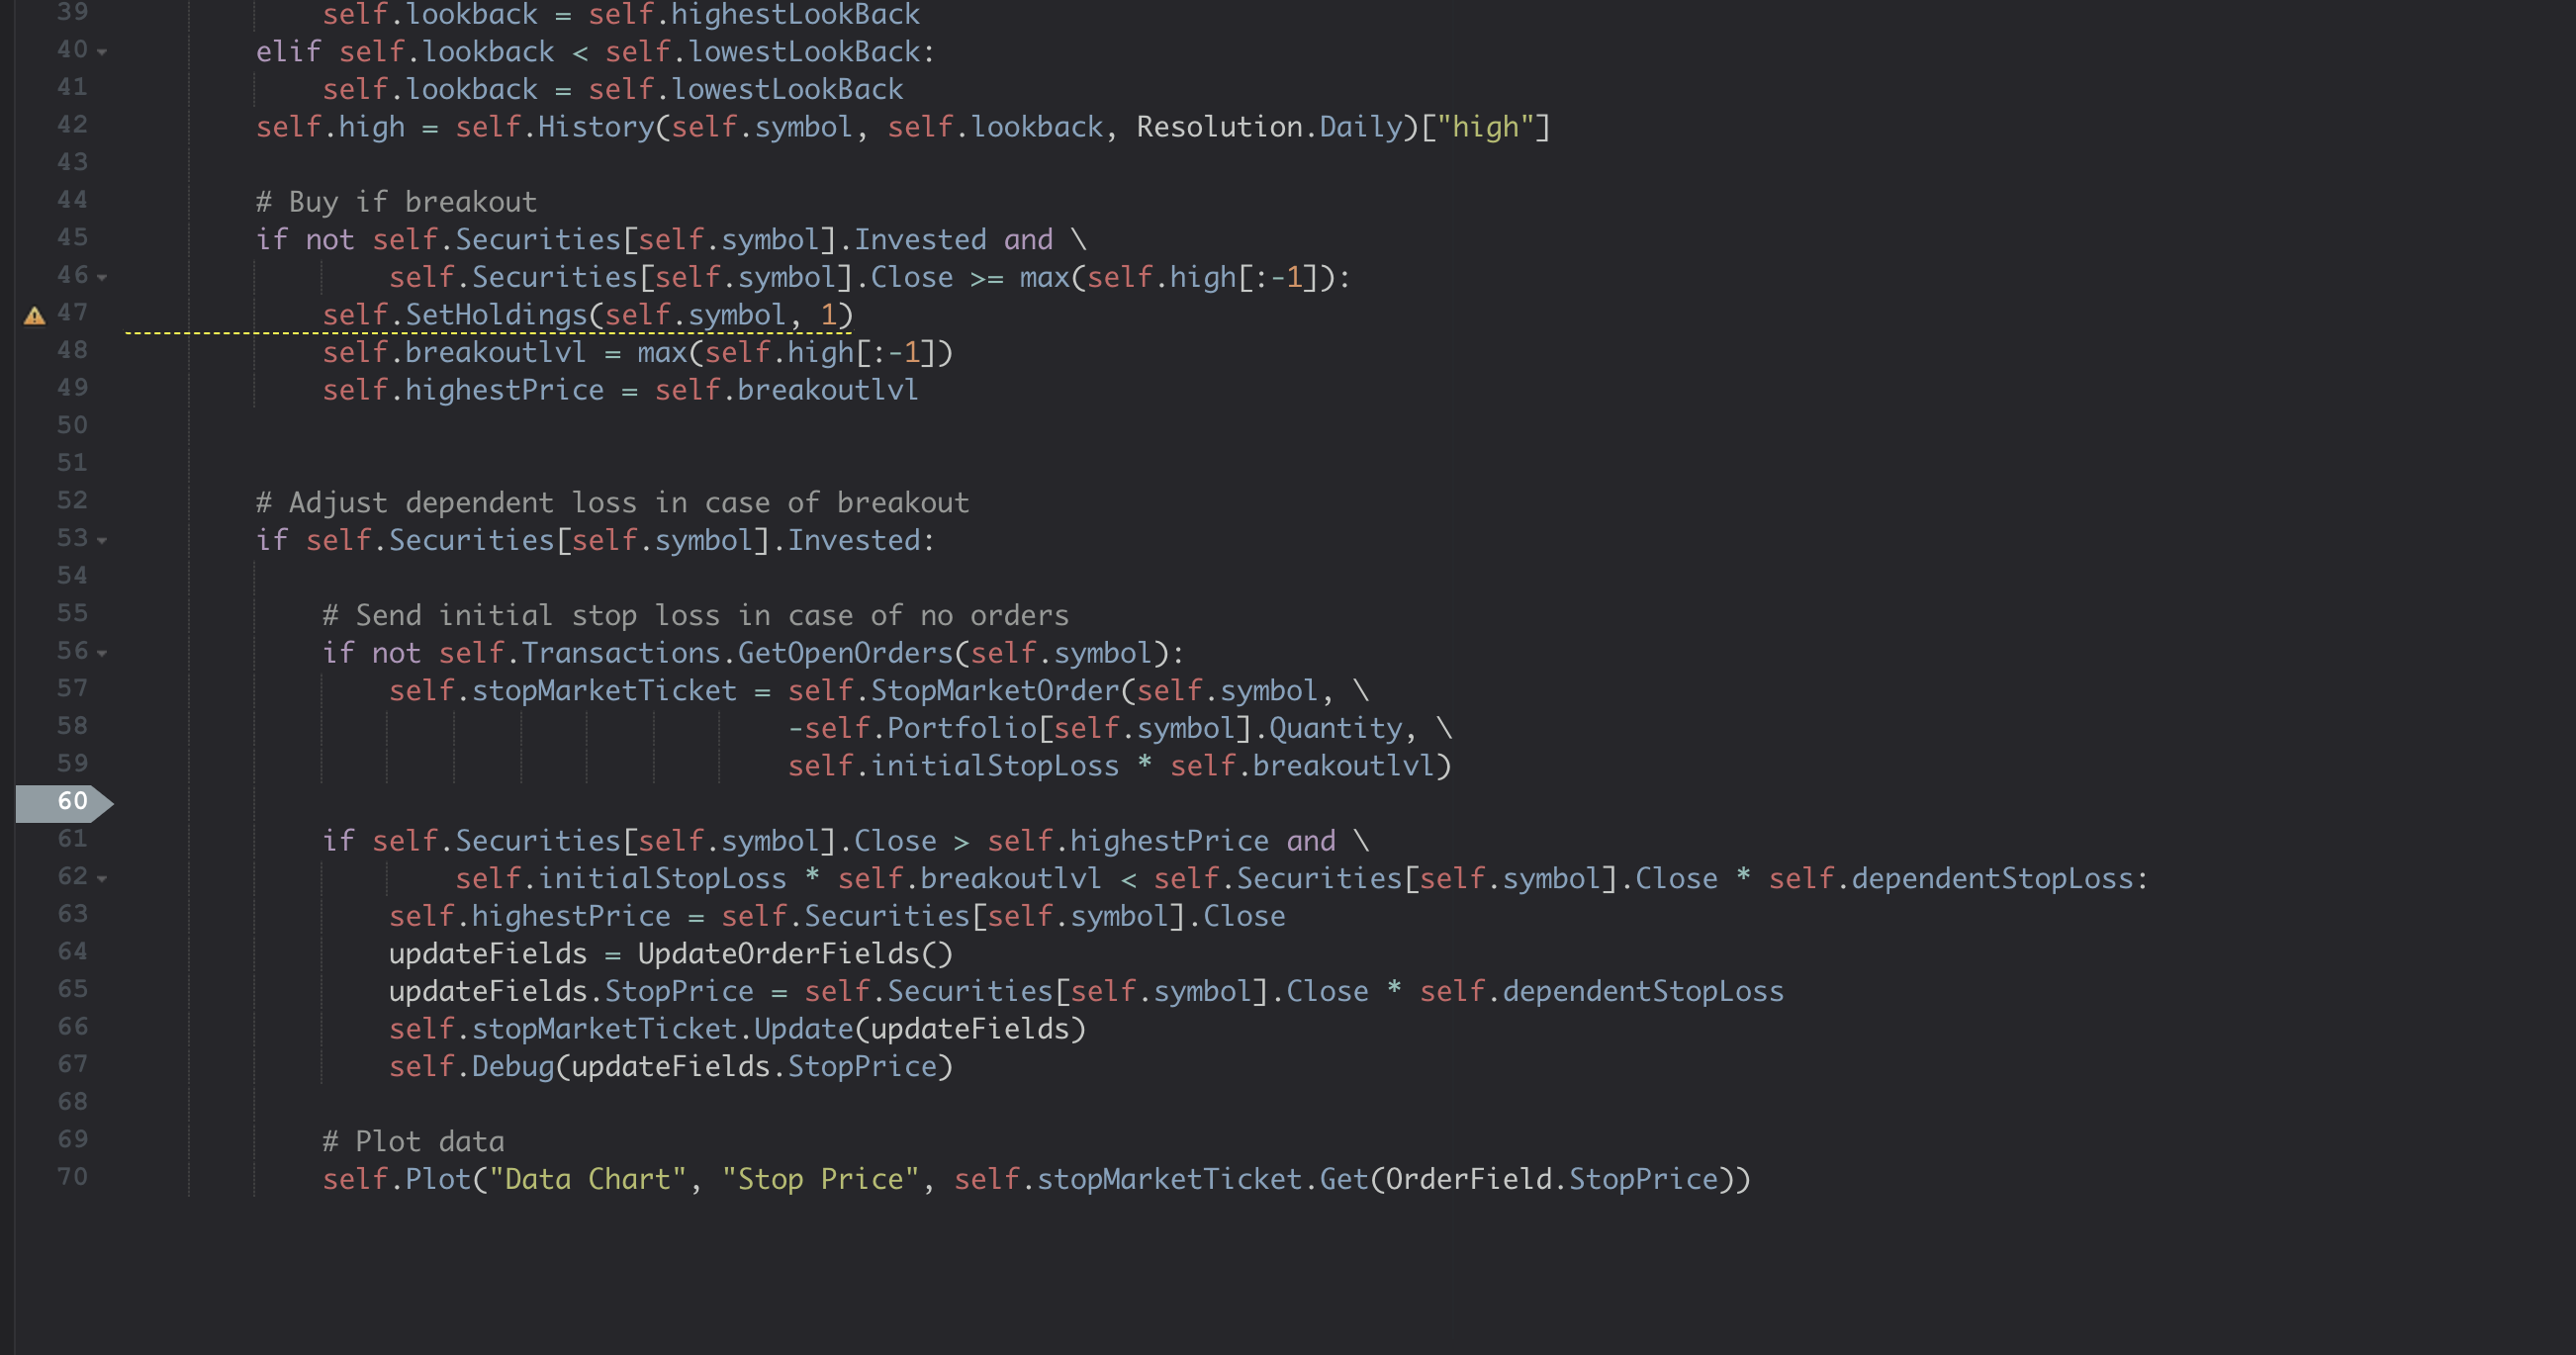 39 self.lookback = self.highestLookBack
40 elif self.lookback < self.lowestLookBack:
41 self.lookback = self.lowestLookBack
42 self.high = self.History(self.symbol, self.lookback, Resolution.Daily)["high"]
43
44 # Buy if breakout
45 if not self.Securities[self.symbol].Invested and \
46 self.Securities[self.symbol].Close >= max(self.high[:-1]):
47 self.SetHoldings(self.symbol, 1)
48 self.breakoutlvl = max(self.high[:-1])
49 self.highestPrice = self.breakoutlvl
50
51
52 # Adjust dependent loss in case of breakout
53 if self.Securities[self.symbol].Invested:
54
55 # Send initial stop loss in case of no orders
56 if not self.Transactions.GetOpenOrders(self.symbol):
57 self.stopMarketTicket = self.StopMarketOrder(self.symbol, \
58 -self.Portfolio[self.symbol].Quantity, \
59 self.initialStopLoss * self.breakoutlvl)
60
61 if self.Securities[self.symbol].Close > self.highestPrice and \
62 self.initialStopLoss * self.breakoutlvl < self.Securities[self.symbol].Close * self.dependentStopLoss:
63 self.highestPrice = self.Securities[self.symbol].Close
64 updateFields = UpdateOrderFields()
65 updateFields.StopPrice = self.Securities[self.symbol].Close * self.dependentStopLoss
66 self.stopMarketTicket.Update(updateFields)
67 self.Debug(updateFields.StopPrice)
68
69 # Plot data
70 self.Plot("Data Chart", "Stop Price", self.stopMarketTicket.Get(OrderField.StopPrice))